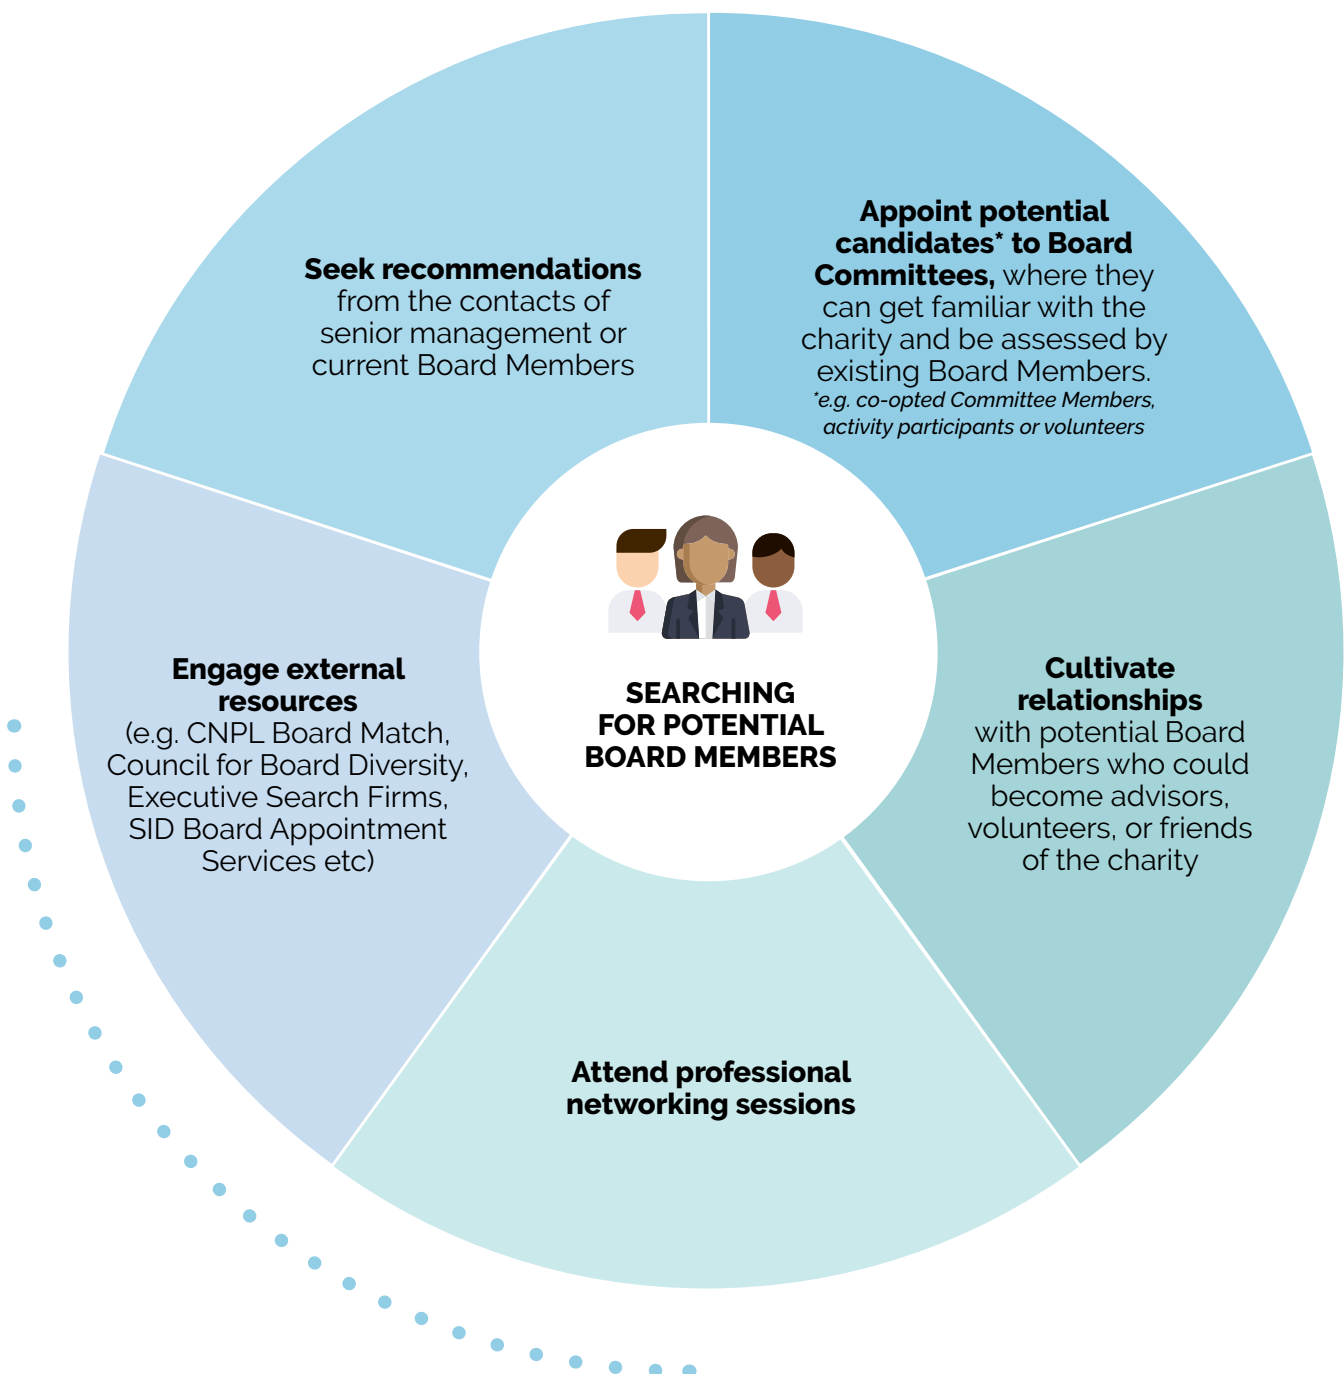 Seek recommendations
from the contacts of
senior management or
current Board Members
Appoint potential
candidates* to Board
Committees, where they
can get familiar with the
charity and be assessed by
existing Board Members.
*e.g. co-opted Committee Members,
activity participants or volunteers
Engage external
resources
(e.g. CNPL Board Match,
Council for Board Diversity,
Executive Search Firms,
SID Board Appointment
Services etc)
SEARCHING
FOR POTENTIAL
BOARD MEMBERS
Cultivate
relationships
with potential Board
Members who could
become advisors,
volunteers, or friends
of the charity
Attend professional
networking sessions